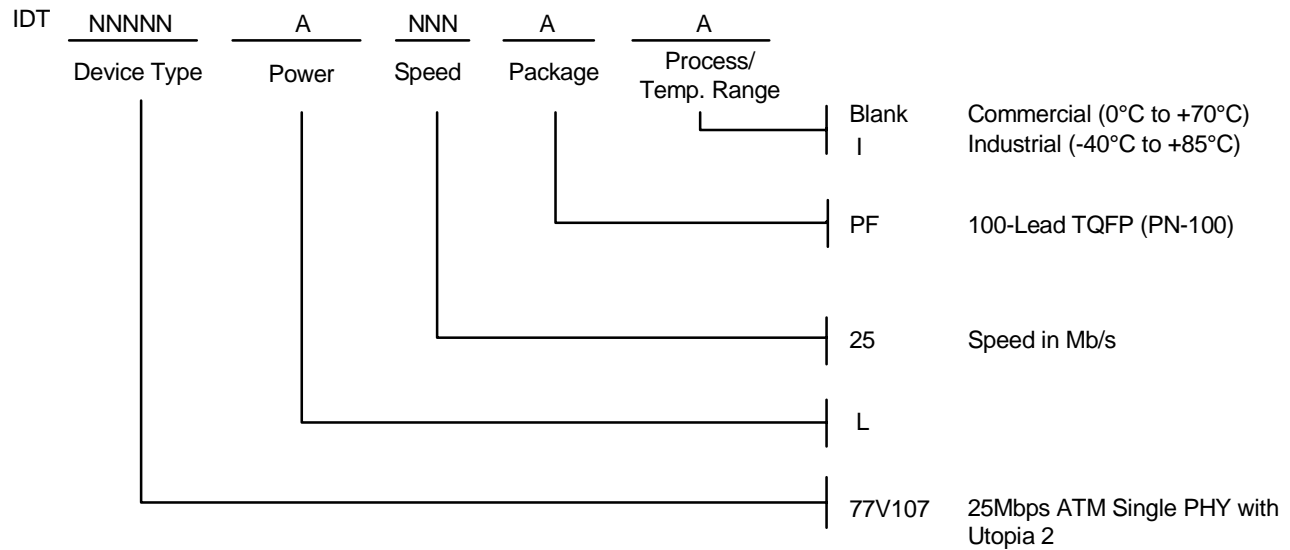 IDT NNNNN A NNN A A
Device Type Power Speed Package Process/
Temp. Range
Blank Commercial (0°C to +70°C)
I Industrial (-40°C to +85°C)
PF 100-Lead TQFP (PN-100)
25 Speed in Mb/s
L
77V107 25Mbps ATM Single PHY with
Utopia 2